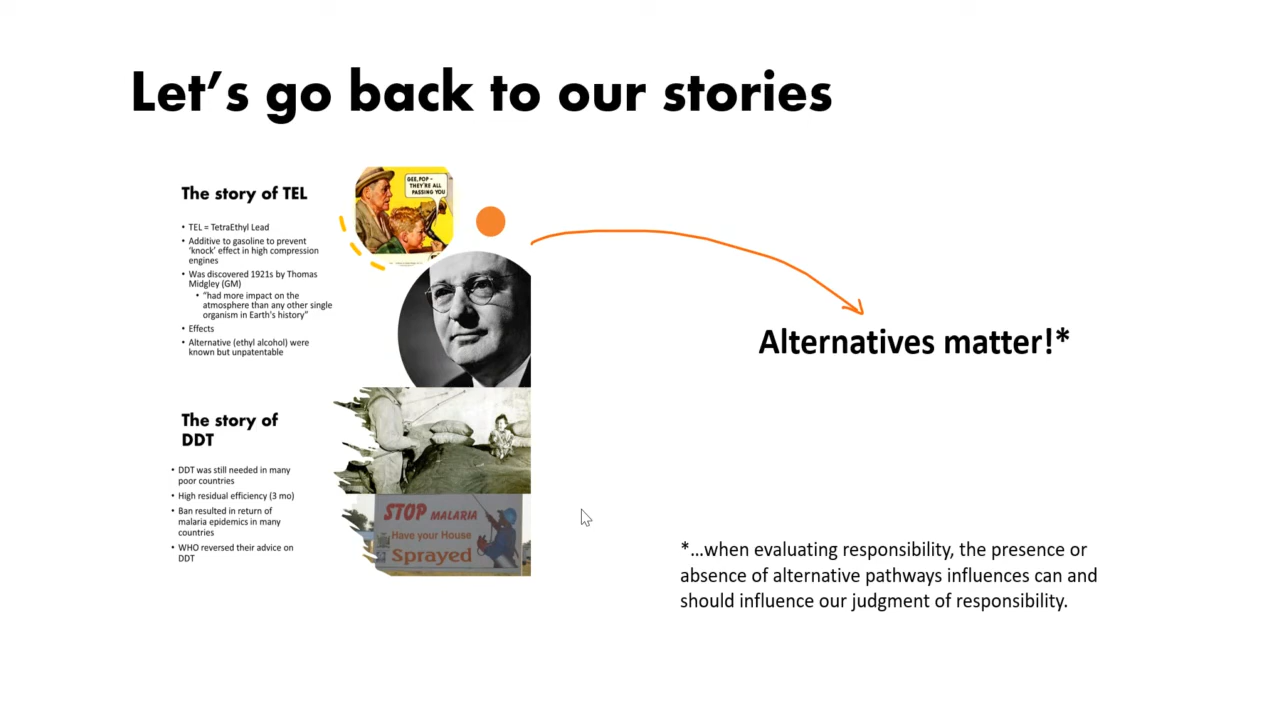 Let's go back to our stories
The story of TEL
• TEL = TetraEthyl Lead
• Additive to gasoline to prevent
'knock' effect in high compression
engines
• Was discovered 1921s by Thomas
Midgley (GM)
• "had more impact on the
atmosphere than any other single
organism in Earth's history"
• Effects
• Alternative (ethyl alcohol) were
known but unpatentable
GEE, POP –
THEY'RE ALL
PASSING YOU
Alternatives matter!*
The story of
DDT
• DDT was still needed in many
poor countries
• High residual efficiency (3 mo)
• Ban resulted in return of
malaria epidemics in many
countries
• WHO reversed their advice on
DDT
STOP MALARIA
Have your House
Sprayed
*...when evaluating responsibility, the presence or
absence of alternative pathways influences can and
should influence our judgment of responsibility.